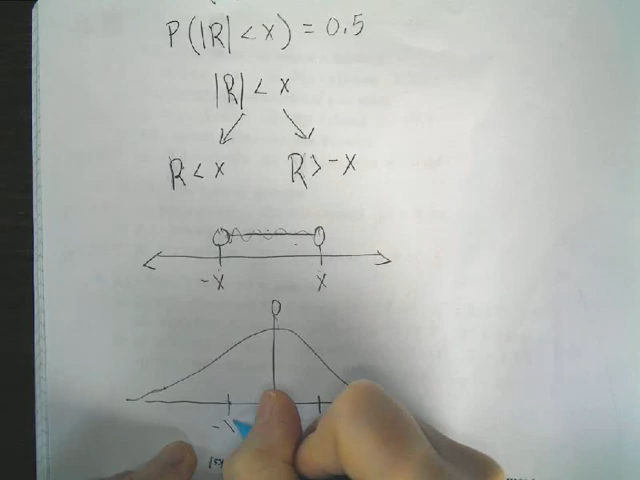 P(|R| < x) = 0.5
|R| < x
R < x R > -x
-x x
0